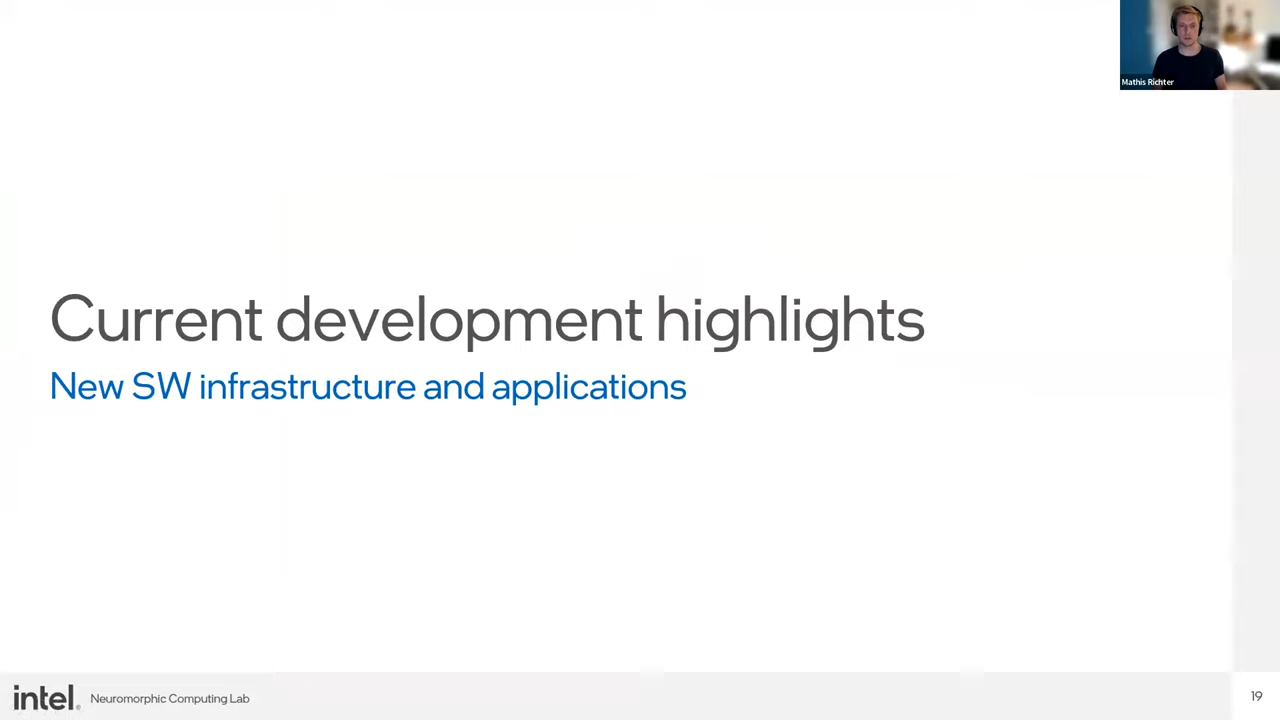 Mathis Richter
Current development highlights
New SW infrastructure and applications
intel.
Neuromorphic Computing Lab
19